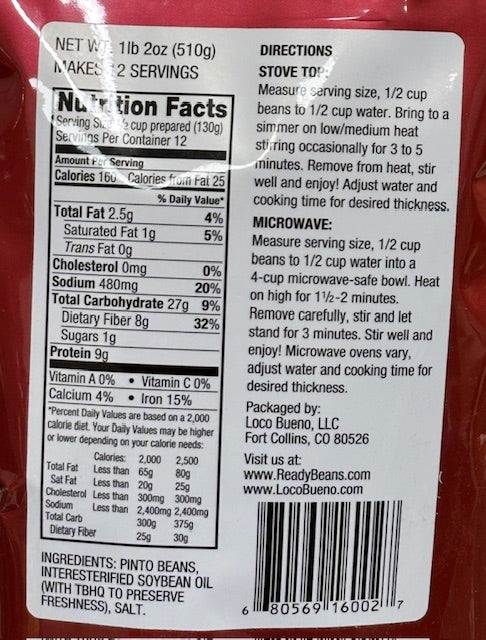 NET WT 1lb 2oz (510g)
MAKES 12 SERVINGS
Nutrition Facts
Serving Size ½ cup prepared (130g)
Servings Per Container 12
Amount Per Serving
Calories 160 Calories from Fat 25
% Daily Value*
Total Fat 2.5g 4%
Saturated Fat 1g 5%
Trans Fat 0g
Cholesterol 0mg 0%
Sodium 480mg 20%
Total Carbohydrate 27g 9%
Dietary Fiber 8g 32%
Sugars 1g
Protein 9g
Vitamin A 0% • Vitamin C 0%
Calcium 4% • Iron 15%
*Percent Daily Values are based on a 2,000
calorie diet. Your Daily Values may be higher
or lower depending on your calorie needs:
Calories: 2,000 2,500
Total Fat Less than 65g 80g
Sat Fat Less than 20g 25g
Cholesterol Less than 300mg 300mg
Sodium Less than 2,400mg 2,400mg
Total Carb 300g 375g
Dietary Fiber 25g 30g
INGREDIENTS: PINTO BEANS,
INTERESTERIFIED SOYBEAN OIL
(WITH TBHQ TO PRESERVE
FRESHNESS), SALT.
DIRECTIONS
STOVE TOP:
Measure serving size, 1/2 cup
beans to 1/2 cup water. Bring to a
simmer on low/medium heat
stirring occasionally for 3 to 5
minutes. Remove from heat, stir
well and enjoy! Adjust water and
cooking time for desired thickness.
MICROWAVE:
Measure serving size, 1/2 cup
beans to 1/2 cup water into a
4-cup microwave-safe bowl. Heat
on high for 1½-2 minutes.
Remove carefully, stir and let
stand for 3 minutes. Stir well and
enjoy! Microwave ovens vary,
adjust water and cooking time for
desired thickness.
Packaged by:
Loco Bueno, LLC
Fort Collins, CO 80526
Visit us at:
www.ReadyBeans.com
www.LocoBueno.com
6 80569 16002 7